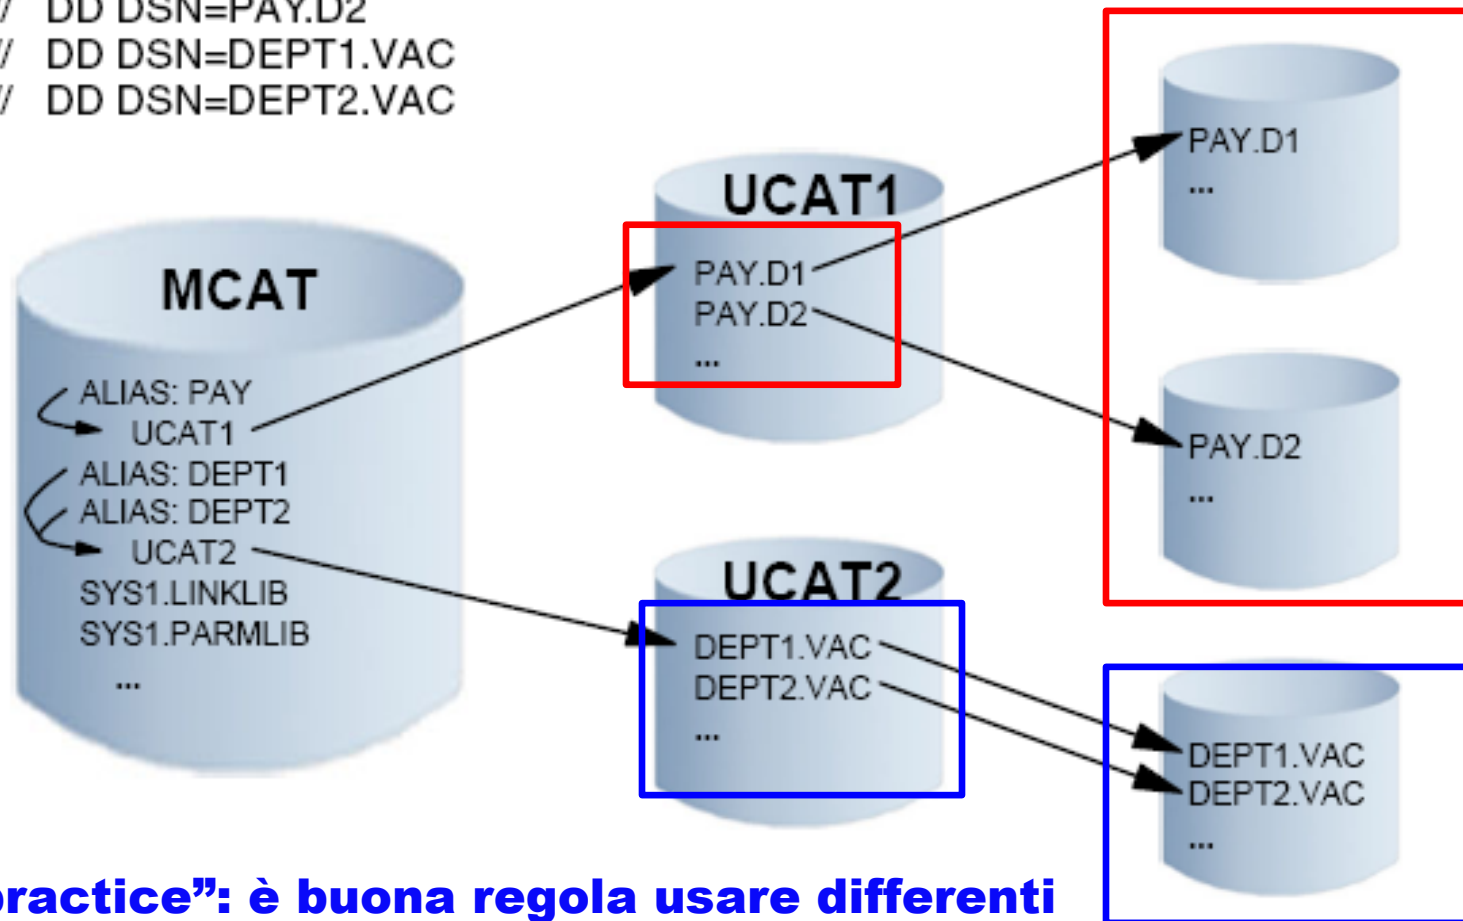 // DD DSN=PAY.D2
// DD DSN=DEPT1.VAC
// DD DSN=DEPT2.VAC
MCAT
ALIAS: PAY
UCAT1
ALIAS: DEPT1
ALIAS: DEPT2
UCAT2
SYS1.LINKLIB
SYS1.PARMLIB
...
UCAT1
PAY.D1
PAY.D2
...
UCAT2
DEPT1.VAC
DEPT2.VAC
...
PAY.D1
...
PAY.D2
...
DEPT1.VAC
DEPT2.VAC
...
practice”: è buona regola usare differenti